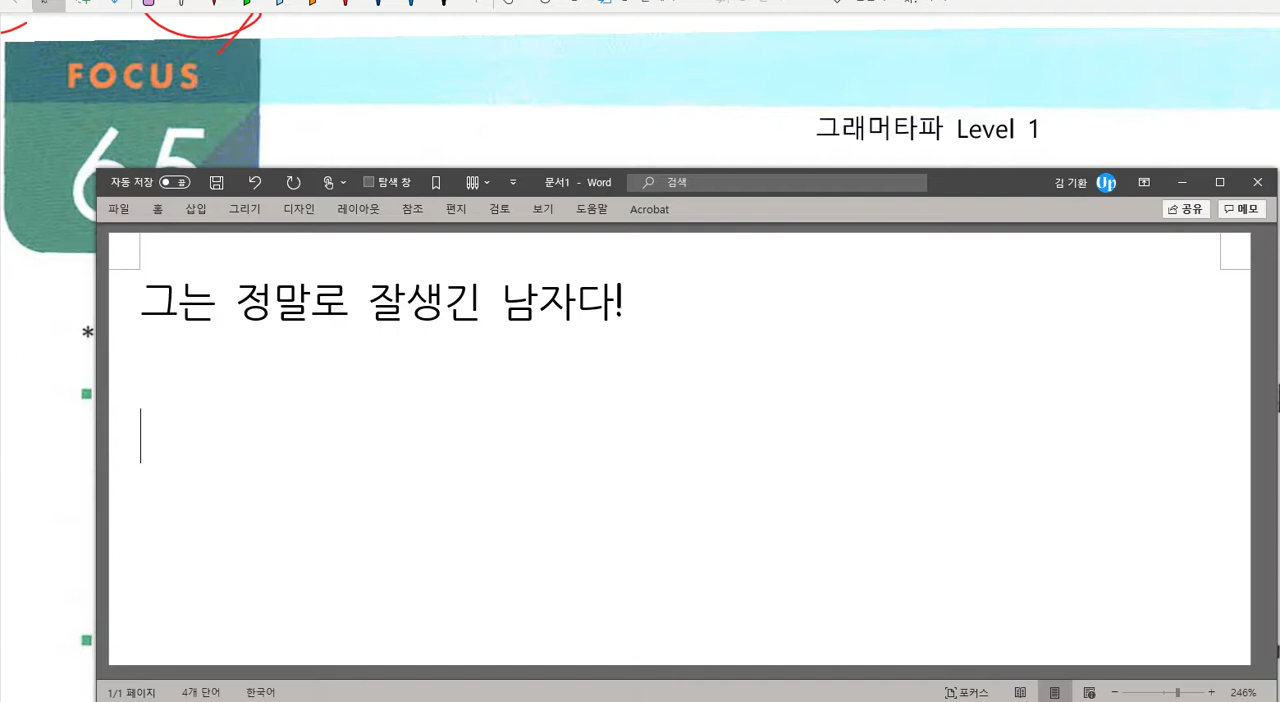 FOCUS
65
그래머타파 Level 1
자동 저장 끔 탐색 창 문서1 - Word 검색 김 기환 Up
파일 홈 삽입 그리기 디자인 레이아웃 참조 편지 검토 보기 도움말 Acrobat 공유 메모
그는 정말로 잘생긴 남자다!
*
1/1 페이지 4개 단어 한국어 포커스 246%